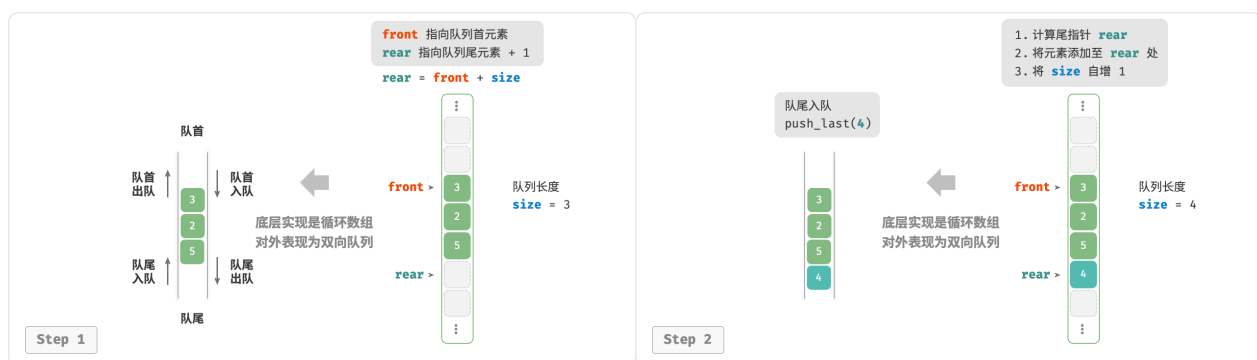 front 指向队列首元素
rear 指向队列尾元素 + 1
rear = front + size
队首
队首
出队
队首
入队
3
2
5
队尾
入队
队尾
出队
队尾
底层实现是循环数组
对外表现为双向队列
front
3
2
5
rear
队列长度
size = 3
Step 1
1. 计算尾指针 rear
2. 将元素添加至 rear 处
3. 将 size 自增 1
队尾入队
push_last(4)
3
2
5
4
底层实现是循环数组
对外表现为双向队列
front
3
2
5
rear
4
队列长度
size = 4
Step 2